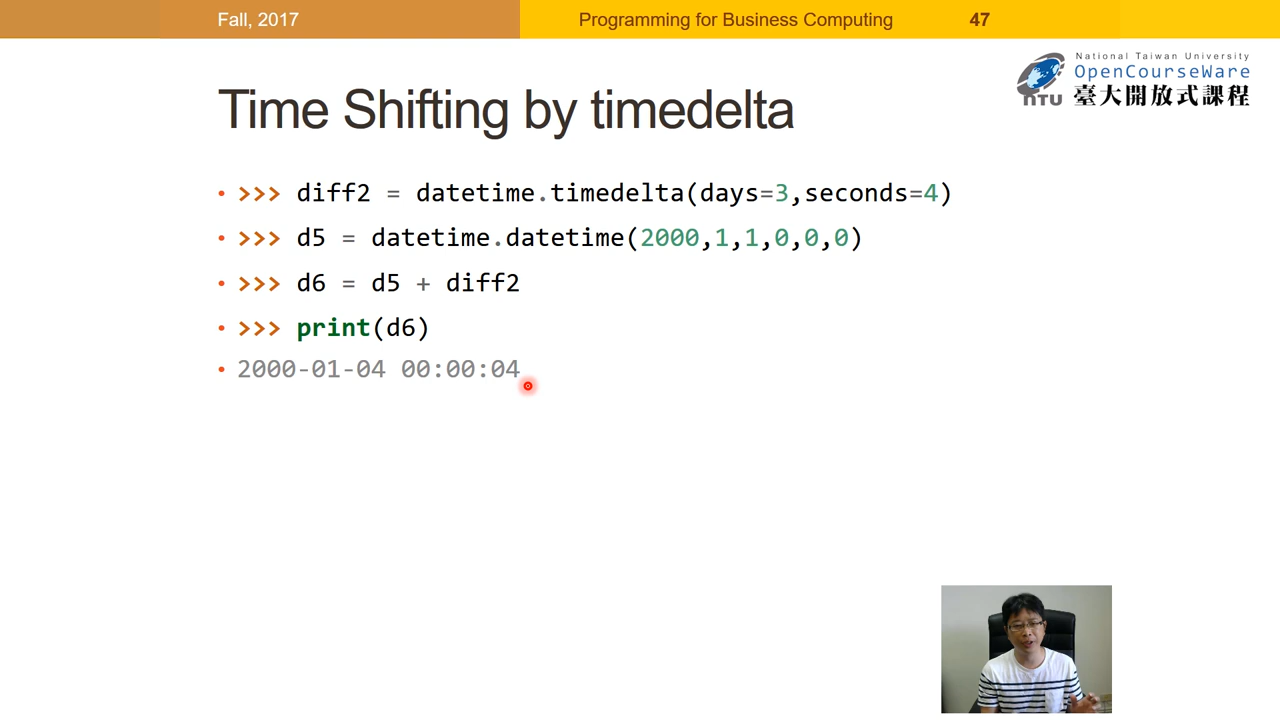 Fall, 2017
Programming for Business Computing
47
National Taiwan University
OpenCourseWare
臺大開放式課程
NTU
Time Shifting by timedelta
• >>> diff2 = datetime.timedelta(days=3,seconds=4)
• >>> d5 = datetime.datetime(2000,1,1,0,0,0)
• >>> d6 = d5 + diff2
• >>> print(d6)
• 2000-01-04 00:00:04